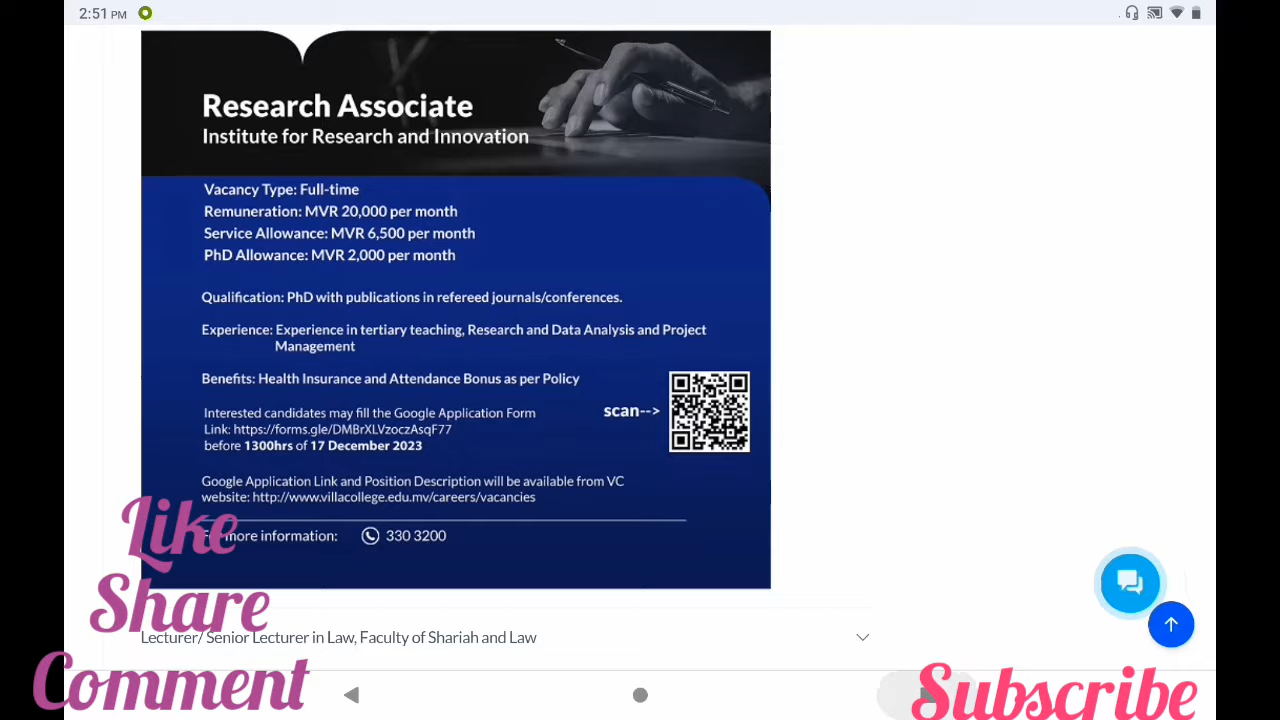 2:51 PM
Research Associate
Institute for Research and Innovation
Vacancy Type: Full-time
Remuneration: MVR 20,000 per month
Service Allowance: MVR 6,500 per month
PhD Allowance: MVR 2,000 per month
Qualification: PhD with publications in refereed journals/conferences.
Experience: Experience in tertiary teaching, Research and Data Analysis and Project
Management
Benefits: Health Insurance and Attendance Bonus as per Policy
scan-->
Interested candidates may fill the Google Application Form
Link: https://forms.gle/DMBrXLVzoczAsqF77
before 1300hrs of 17 December 2023
Google Application Link and Position Description will be available from VC
website: http://www.villacollege.edu.mv/careers/vacancies
For more information: 330 3200
Lecturer/ Senior Lecturer in Law, Faculty of Shariah and Law
Like
Share
Comment
Subscribe